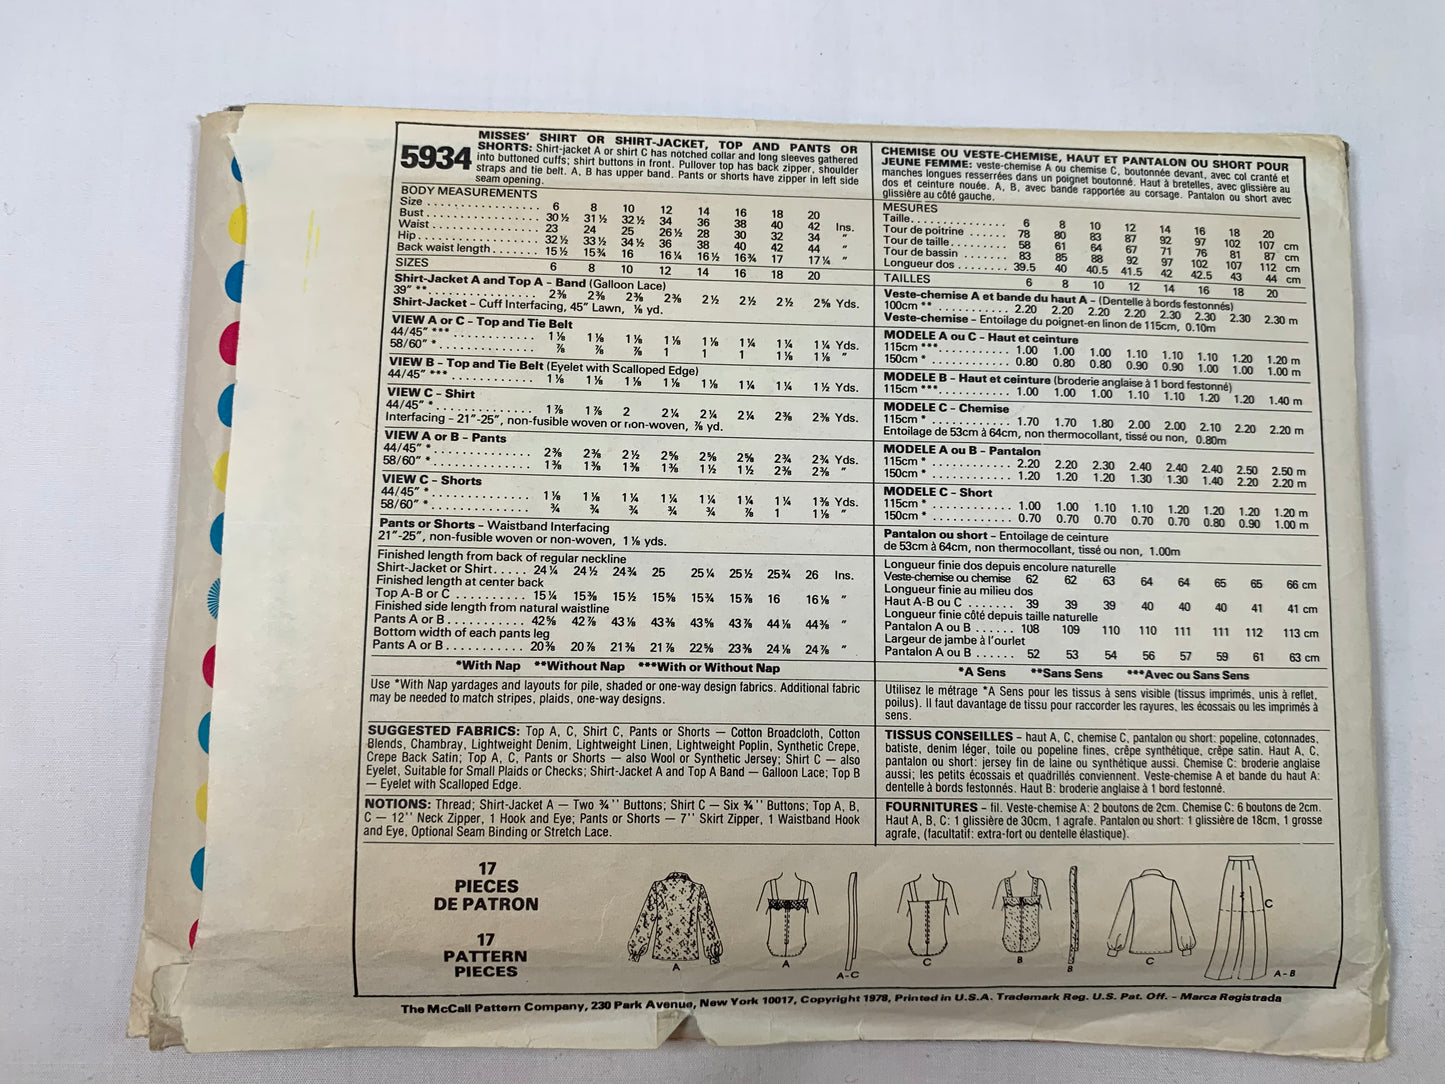 5934
MISSES' SHIRT OR SHIRT-JACKET, TOP AND PANTS OR
SHORTS: Shirt-jacket A or shirt C has notched collar and long sleeves gathered
into buttoned cuffs; shirt buttons in front. Pullover top has back zipper, shoulder
straps and tie belt. A, B has upper band. Pants or shorts have zipper in left side
seam opening.
BODY MEASUREMENTS
Size 6 8 10 12 14 16 18 20
Bust 30½ 31½ 32½ 34 36 38 40 42 Ins.
Waist 23 24 25 26½ 28 30 32 34 "
Hip 32½ 33½ 34½ 36 38 40 42 44 "
Back waist length 15½ 15¾ 16 16¼ 16½ 16¾ 17 17¼ "
SIZES 6 8 10 12 14 16 18 20
Shirt-Jacket A and Top A – Band (Galloon Lace)
39" ** 2⅜ 2⅜ 2⅜ 2⅜ 2½ 2½ 2½ 2⅝ Yds.
Shirt-Jacket – Cuff Interfacing, 45" Lawn, ⅛ yd.
VIEW A or C – Top and Tie Belt
44/45" *** 1⅛ 1⅛ 1⅛ 1⅛ 1⅛ 1¼ 1¼ 1¼ Yds.
58/60" * ⅞ ⅞ ⅞ 1 1 1 1⅛ 1⅛ "
VIEW B – Top and Tie Belt (Eyelet with Scalloped Edge)
44/45" *** 1⅛ 1⅛ 1⅛ 1⅛ 1⅛ 1¼ 1¼ 1½ Yds.
VIEW C – Shirt
44/45" * 1⅞ 1⅞ 2 2¼ 2¼ 2¼ 2⅜ 2⅜ Yds.
Interfacing – 21"-25", non-fusible woven or non-woven, ⅞ yd.
VIEW A or B – Pants
44/45" * 2⅜ 2⅜ 2½ 2⅝ 2⅝ 2⅝ 2¾ 2¾ Yds.
58/60" * 1⅜ 1⅜ 1⅜ 1⅜ 1½ 1½ 2⅜ 2⅜ "
VIEW C – Shorts
44/45" * 1⅛ 1⅛ 1¼ 1¼ 1¼ 1¼ 1¼ 1⅜ Yds.
58/60" * ¾ ¾ ¾ ¾ ¾ ⅞ 1 1⅛ "
Pants or Shorts – Waistband Interfacing
21"-25", non-fusible woven or non-woven, 1⅛ yds.
Finished length from back of regular neckline
Shirt-Jacket or Shirt 24¼ 24½ 24¾ 25 25¼ 25½ 25¾ 26 Ins.
Finished length at center back
Top A-B or C 15¼ 15⅜ 15½ 15⅝ 15¾ 15⅞ 16 16⅛ "
Finished side length from natural waistline
Pants A or B 42⅝ 42⅞ 43⅛ 43⅜ 43⅝ 43⅞ 44⅛ 44⅜ "
Bottom width of each pants leg
Pants A or B 20⅜ 20⅞ 21⅜ 21⅞ 22⅝ 23⅜ 24⅛ 24⅞ "
*With Nap **Without Nap ***With or Without Nap
Use *With Nap yardages and layouts for pile, shaded or one-way design fabrics. Additional fabric
may be needed to match stripes, plaids, one-way designs.
SUGGESTED FABRICS: Top A, C, Shirt C, Pants or Shorts — Cotton Broadcloth, Cotton
Blends, Chambray, Lightweight Denim, Lightweight Linen, Lightweight Poplin, Synthetic Crepe,
Crepe Back Satin; Top A, C, Pants or Shorts — also Wool or Synthetic Jersey; Shirt C — also
Eyelet, Suitable for Small Plaids or Checks; Shirt-Jacket A and Top A Band — Galloon Lace; Top B
— Eyelet with Scalloped Edge.
NOTIONS: Thread; Shirt-Jacket A — Two ¾'' Buttons; Shirt C — Six ¾'' Buttons; Top A, B,
C — 12'' Neck Zipper, 1 Hook and Eye; Pants or Shorts — 7'' Skirt Zipper, 1 Waistband Hook
and Eye, Optional Seam Binding or Stretch Lace.
CHEMISE OU VESTE-CHEMISE, HAUT ET PANTALON OU SHORT POUR
JEUNE FEMME: veste-chemise A ou chemise C, boutonnée devant, avec col cranté et
manches longues resserrées dans un poignet boutonné. Haut à bretelles, avec glissière au
dos et ceinture nouée. A, B, avec bande rapportée au corsage. Pantalon ou short avec
glissière au côté gauche.
MESURES
Taille 6 8 10 12 14 16 18 20
Tour de poitrine 78 80 83 87 92 97 102 107 cm
Tour de taille 58 61 64 67 71 76 81 87 cm
Tour de bassin 83 85 88 92 97 102 107 112 cm
Longueur dos 39.5 40 40.5 41.5 42 42.5 43 44 cm
TAILLES 6 8 10 12 14 16 18 20
Veste-chemise A et bande du haut A – (Dentelle à bords festonnés)
100cm ** 2.20 2.20 2.20 2.20 2.30 2.30 2.30 2.30 m
Veste-chemise – Entoilage du poignet-en linon de 115cm, 0.10m
MODELE A ou C – Haut et ceinture
115cm *** 1.00 1.00 1.00 1.10 1.10 1.10 1.20 1.20 m
150cm * 0.80 0.80 0.80 0.90 0.90 1.00 1.00 1.00 m
MODELE B – Haut et ceinture (broderie anglaise à 1 bord festonné)
115cm *** 1.00 1.00 1.00 1.10 1.10 1.20 1.20 1.40 m
MODELE C – Chemise
115cm * 1.70 1.70 1.80 2.00 2.00 2.10 2.20 2.20 m
Entoilage de 53cm à 64cm, non thermocollant, tissé ou non, 0.80m
MODELE A ou B – Pantalon
115cm * 2.20 2.20 2.30 2.40 2.40 2.40 2.50 2.50 m
150cm * 1.20 1.20 1.20 1.30 1.30 1.40 2.20 2.20 m
MODELE C – Short
115cm * 1.00 1.00 1.10 1.10 1.20 1.20 1.20 1.20 m
150cm * 0.70 0.70 0.70 0.70 0.70 0.80 0.90 1.00 m
Pantalon ou short – Entoilage de ceinture
de 53cm à 64cm, non thermocollant, tissé ou non, 1.00m
Longueur finie dos depuis encolure naturelle
Veste-chemise ou chemise 62 62 63 64 64 65 65 66 cm
Longueur finie au milieu dos
Haut A-B ou C 39 39 39 40 40 40 41 41 cm
Longueur finie côté depuis taille naturelle
Pantalon A ou B 108 109 110 110 111 111 112 113 cm
Largeur de jambe à l'ourlet
Pantalon A ou B 52 53 54 56 57 59 61 63 cm
*A Sens **Sans Sens ***Avec ou Sans Sens
Utilisez le métrage *A Sens pour les tissus à sens visible (tissus imprimés, unis à reflet,
poilus). Il faut davantage de tissu pour raccorder les rayures, les écossais ou les imprimés à
sens.
TISSUS CONSEILLES – haut A, C, chemise C, pantalon ou short: popeline, cotonnades,
batiste, denim léger, toile ou popeline fines, crêpe synthétique, crêpe satin. Haut A, C,
pantalon ou short: jersey fin de laine ou synthétique aussi. Chemise C: broderie anglaise
aussi; les petits écossais et quadrillés conviennent. Veste-chemise A et bande du haut A:
dentelle à bords festonnés. Haut B: broderie anglaise à 1 bord festonné.
FOURNITURES – fil. Veste-chemise A: 2 boutons de 2cm. Chemise C: 6 boutons de 2cm.
Haut A, B, C: 1 glissière de 30cm, 1 agrafe. Pantalon ou short: 1 glissière de 18cm, 1 grosse
agrafe, (facultatif: extra-fort ou dentelle élastique).
17
PIECES
DE PATRON
17
PATTERN
PIECES
A
A
A-C
C
B
B
C
C
A-B
The McCall Pattern Company, 230 Park Avenue, New York 10017, Copyright 1978, Printed in U.S.A. Trademark Reg. U.S. Pat. Off. – Marca Registrada